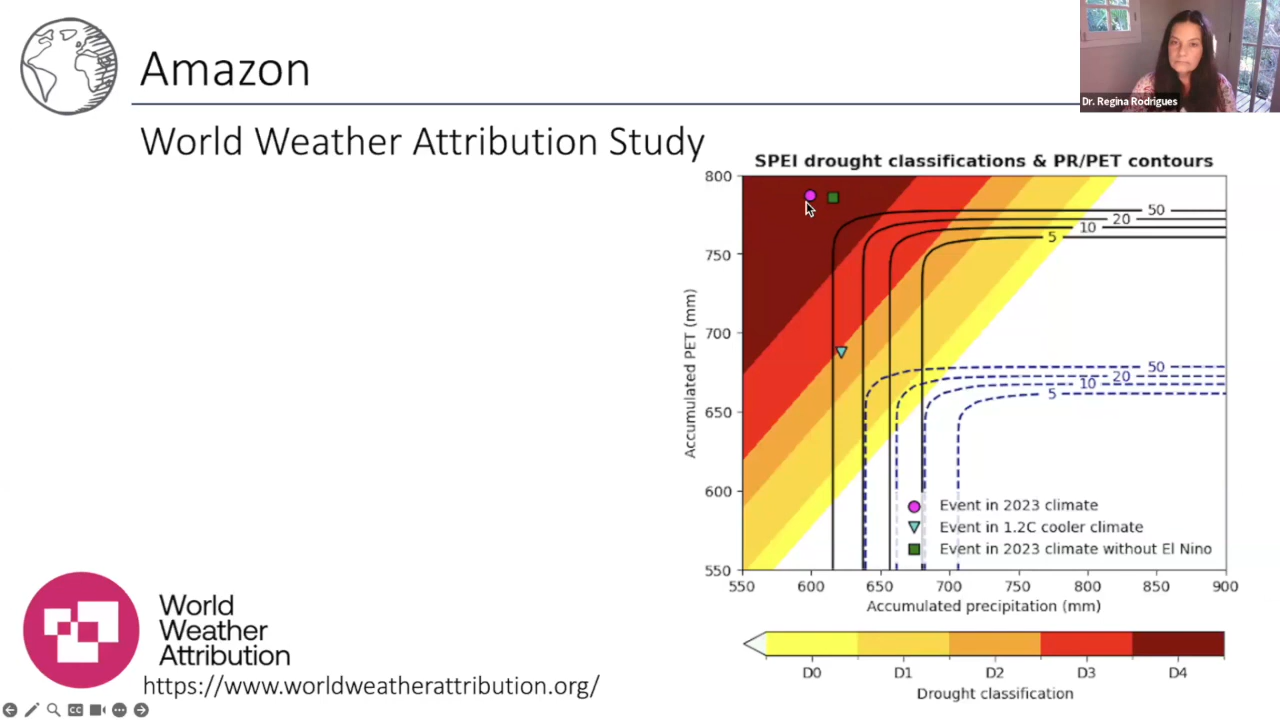 Amazon
Dr. Regina Rodrigues
World Weather Attribution Study
SPEI drought classifications & PR/PET contours
800
750
700
650
600
550
Accumulated PET (mm)
50
20
10
5
50
20
10
5
Event in 2023 climate
Event in 1.2C cooler climate
Event in 2023 climate without El Nino
550
600
650
700
750
800
850
900
Accumulated precipitation (mm)
D0
D1
D2
D3
D4
Drought classification
World
Weather
Attribution
https://www.worldweatherattribution.org/
CC